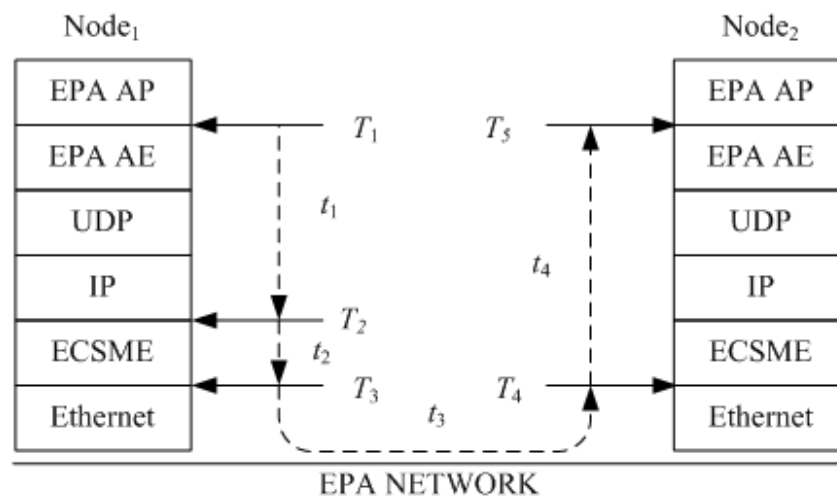 Node₁
Node₂
EPA AP
EPA AE
UDP
IP
ECSME
Ethernet
T₁
t₁
T₂
t₂
T₃
t₃
T₅
t₄
T₄
EPA AP
EPA AE
UDP
IP
ECSME
Ethernet
EPA NETWORK